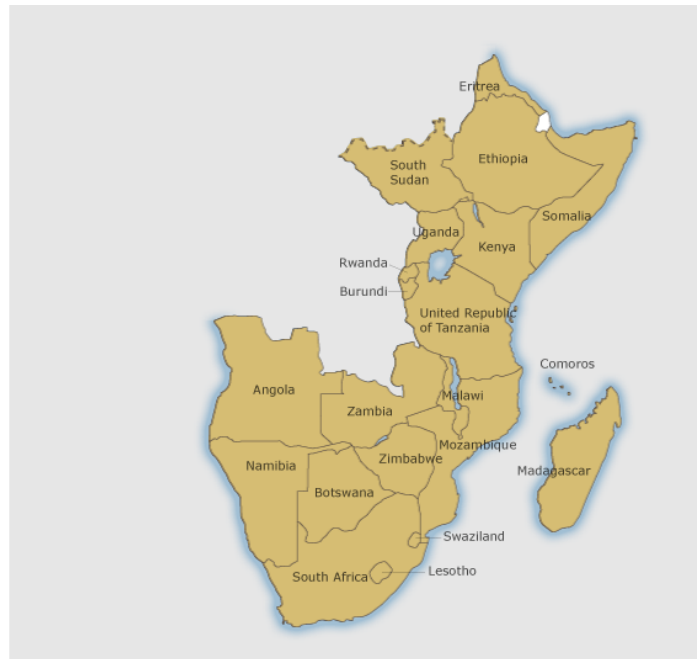 Eritrea
Ethiopia
South
Sudan
Somalia
Uganda
Kenya
Rwanda
Burundi
United Republic
of Tanzania
Comoros
Angola
Malawi
Zambia
Mozambique
Zimbabwe
Namibia
Madagascar
Botswana
Swaziland
Lesotho
South Africa